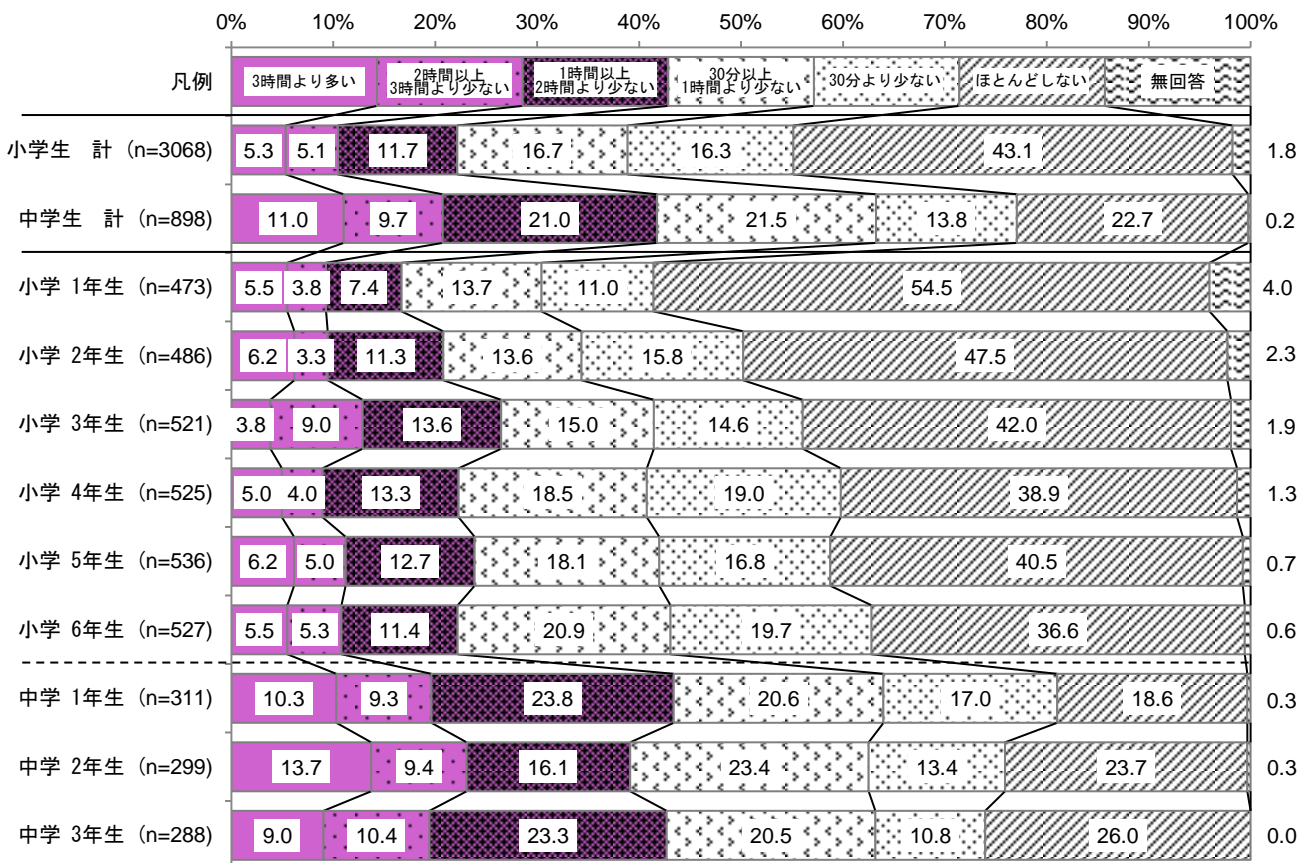 0% 10% 20% 30% 40% 50% 60% 70% 80% 90% 100%
凡例 3時間より多い 2時間以上 3時間より少ない 1時間以上 2時間より少ない 30分以上 1時間より少ない 30分より少ない ほとんどしない 無回答
小学生 計 (n=3068) 5.3 5.1 11.7 16.7 16.3 43.1 1.8
中学生 計 (n=898) 11.0 9.7 21.0 21.5 13.8 22.7 0.2
小学 1年生 (n=473) 5.5 3.8 7.4 13.7 11.0 54.5 4.0
小学 2年生 (n=486) 6.2 3.3 11.3 13.6 15.8 47.5 2.3
小学 3年生 (n=521) 3.8 9.0 13.6 15.0 14.6 42.0 1.9
小学 4年生 (n=525) 5.0 4.0 13.3 18.5 19.0 38.9 1.3
小学 5年生 (n=536) 6.2 5.0 12.7 18.1 16.8 40.5 0.7
小学 6年生 (n=527) 5.5 5.3 11.4 20.9 19.7 36.6 0.6
中学 1年生 (n=311) 10.3 9.3 23.8 20.6 17.0 18.6 0.3
中学 2年生 (n=299) 13.7 9.4 16.1 23.4 13.4 23.7 0.3
中学 3年生 (n=288) 9.0 10.4 23.3 20.5 10.8 26.0 0.0